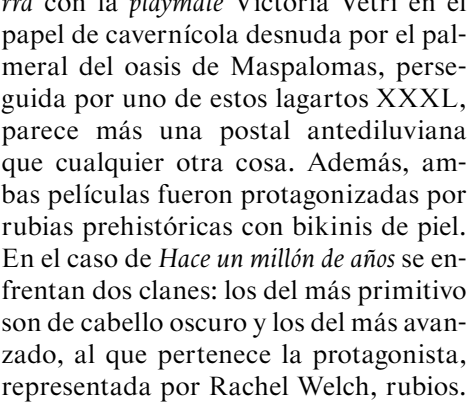 rra con la playmate Victoria Vetri en el
papel de cavernícola desnuda por el pal-
meral del oasis de Maspalomas, perse-
guida por uno de estos lagartos XXXL,
parece más una postal antediluviana
que cualquier otra cosa. Además, am-
bas películas fueron protagonizadas por
rubias prehistóricas con bikinis de piel.
En el caso de Hace un millón de años se en-
frentan dos clanes: los del más primitivo
son de cabello oscuro y los del más avan-
zado, al que pertenece la protagonista,
representada por Rachel Welch, rubios.